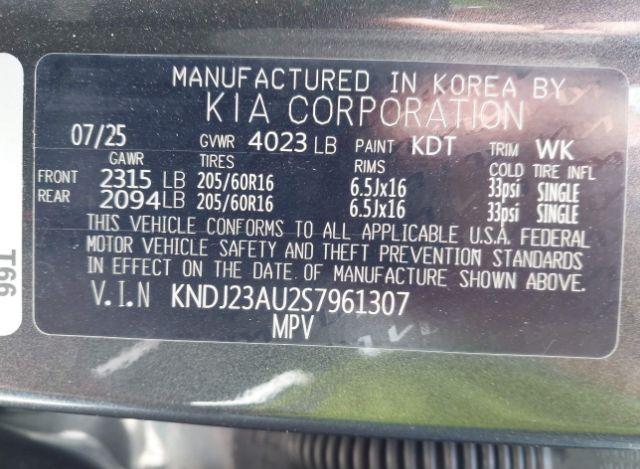 MANUFACTURED IN KOREA BY
KIA CORPORATION
07/25 GVWR 4023 LB PAINT KDT TRIM WK
GAWR TIRES RIMS COLD TIRE INFL
FRONT 2315 LB 205/60R16 6.5Jx16 33psi SINGLE
REAR 2094 LB 205/60R16 6.5Jx16 33psi SINGLE
THIS VEHICLE CONFORMS TO ALL APPLICABLE U.S.A. FEDERAL
MOTOR VEHICLE SAFETY AND THEFT PREVENTION STANDARDS
IN EFFECT ON THE DATE OF MANUFACTURE SHOWN ABOVE.
V.I.N KNDJ23AU2S7961307
MPV